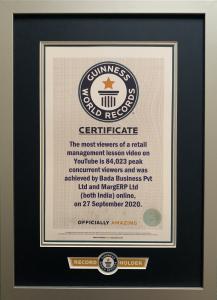 GUINNESS
WORLD RECORDS
CERTIFICATE
The most viewers of a retail
management lesson video on
YouTube is 84,023 peak
concurrent viewers and was
achieved by Bada Business Pvt
Ltd and MargERP Ltd
(both India) online,
on 27 September 2020.
OFFICIALLY AMAZING
RECORD HOLDER